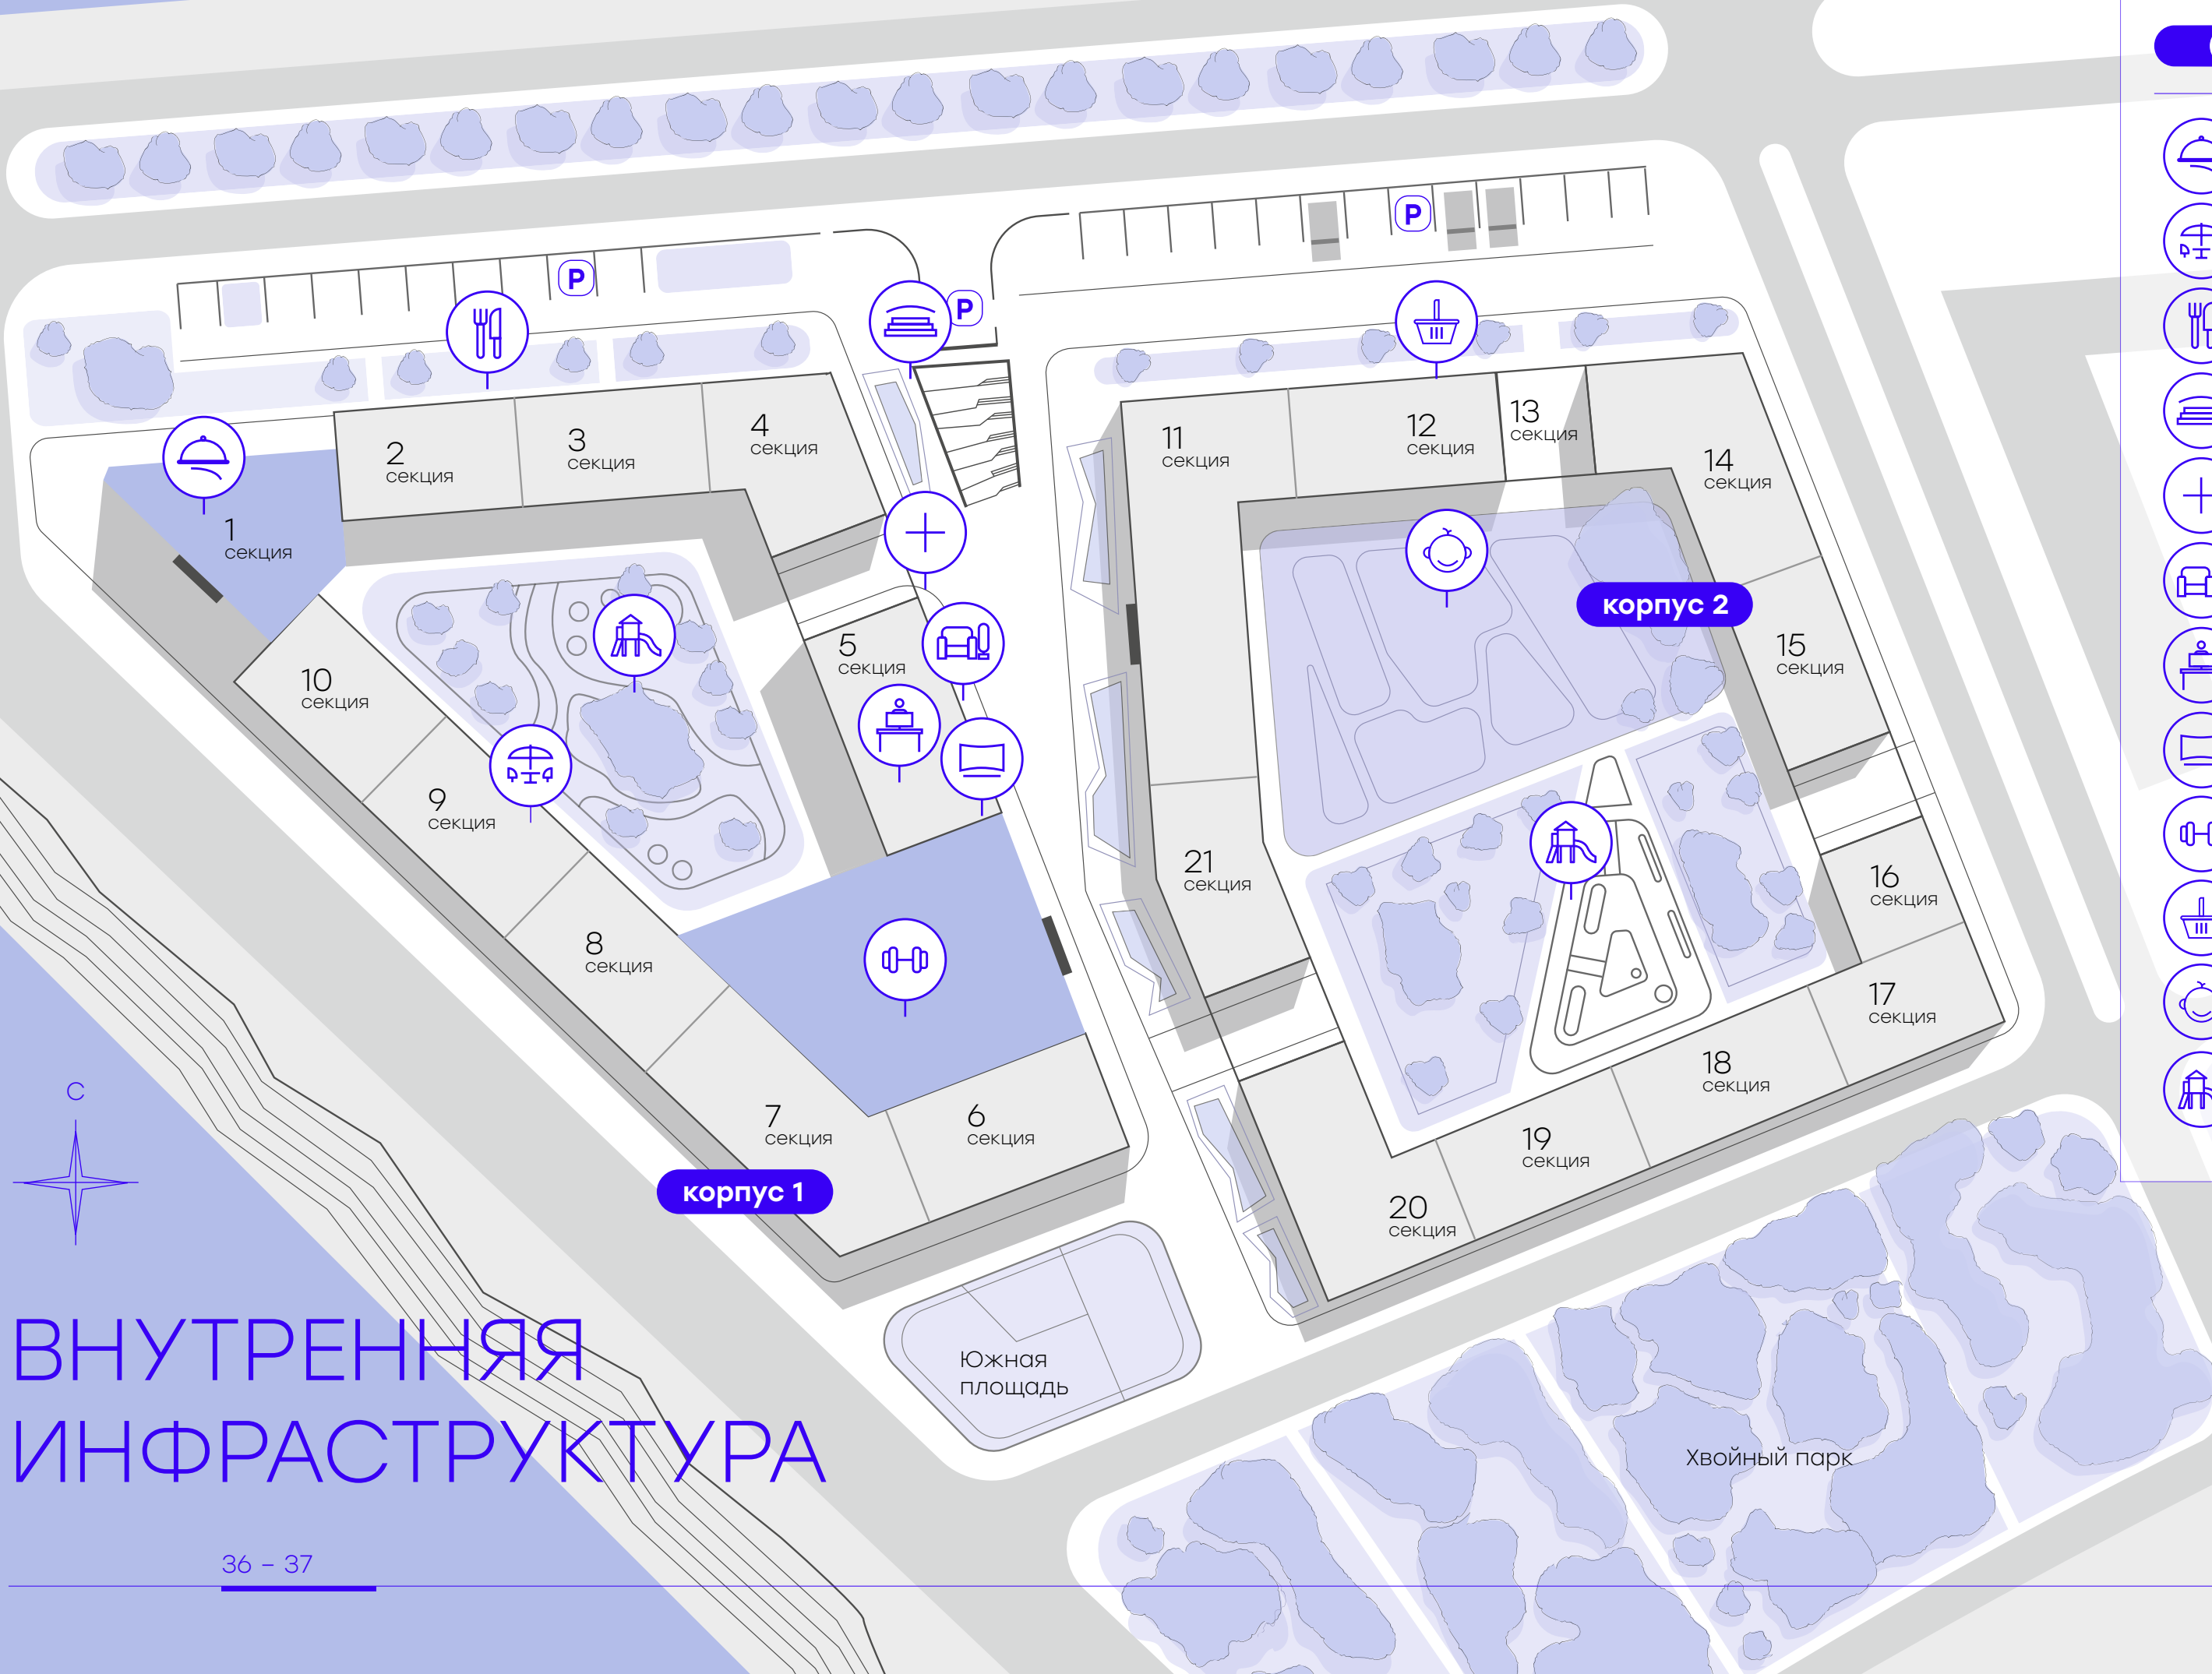 P
P
P
2
секция
3
секция
4
секция
11
секция
12
секция
13
секция
14
секция
1
секция
5
секция
корпус 2
15
секция
10
секция
9
секция
21
секция
16
секция
8
секция
17
секция
18
секция
7
секция
6
секция
19
секция
20
секция
корпус 1
С
ВНУТРЕННЯЯ
ИНФРАСТРУКТУРА
Южная
площадь
Хвойный парк
36 – 37